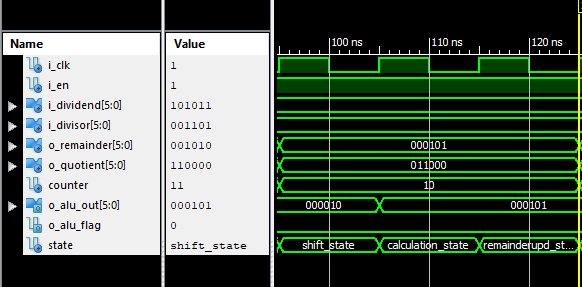 Name Value
100 ns 110 ns 120 ns
i_clk 1
i_en 1
i_dividend[5:0] 101011
i_divisor[5:0] 001101
o_remainder[5:0] 001010 000101
o_quotient[5:0] 110000 011000
counter 11 10
o_alu_out[5:0] 000101 000010 000101
o_alu_flag 0
state shift_state shift_state calculation_state remainderupd_st...